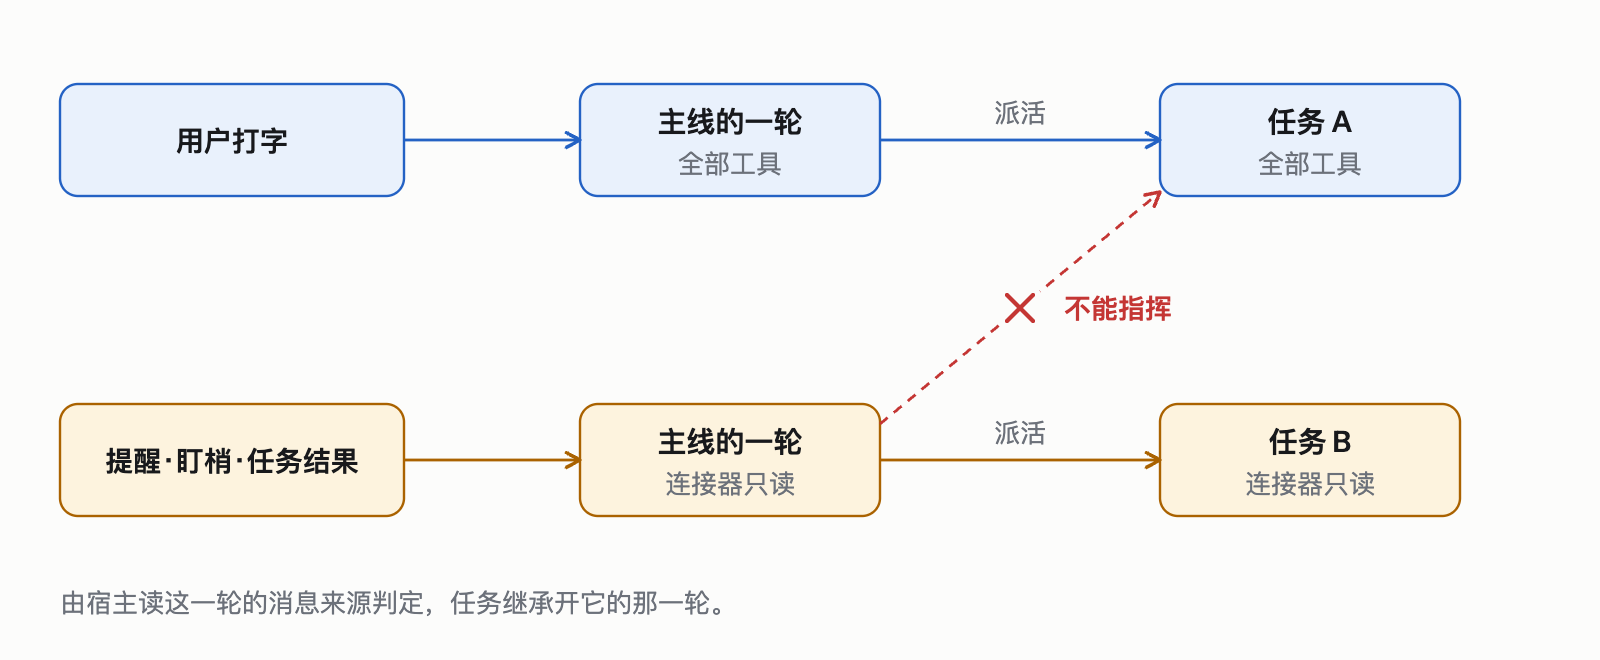 用户打字
主线的一轮
全部工具
派活
任务 A
全部工具
不能指挥
提醒·盯梢·任务结果
主线的一轮
连接器只读
派活
任务 B
连接器只读
由宿主读这一轮的消息来源判定，任务继承开它的那一轮。